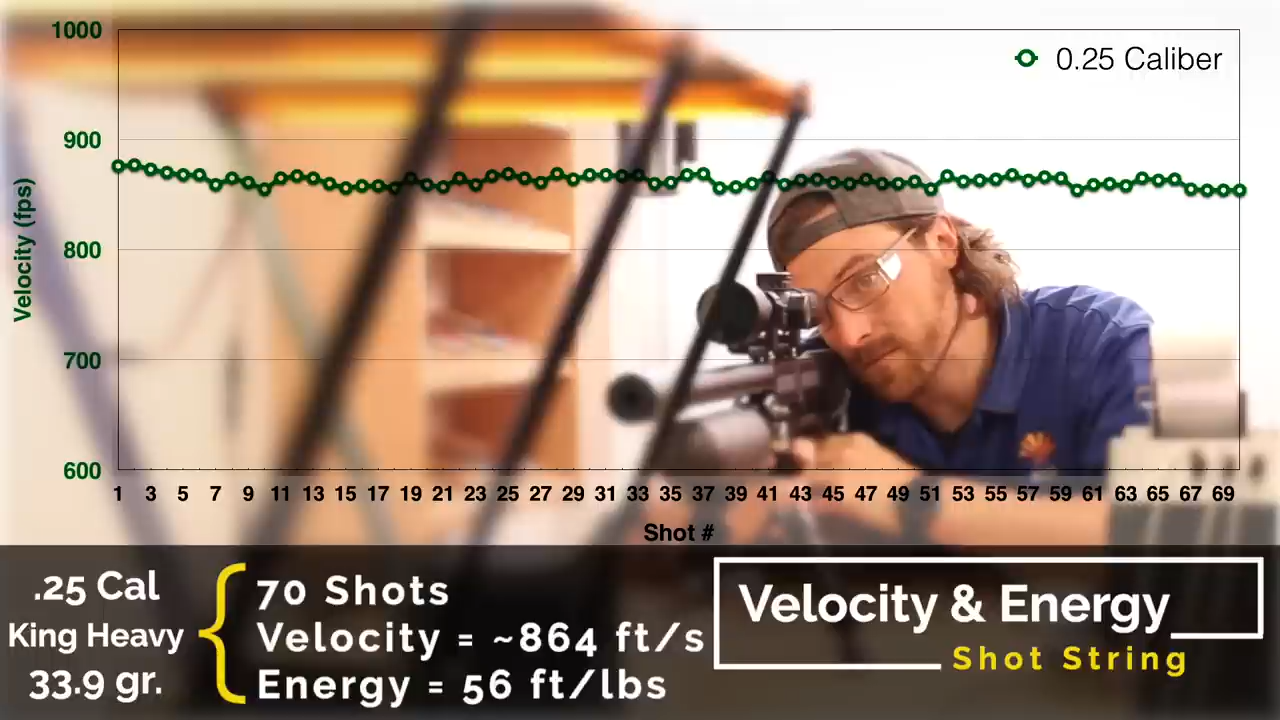 1000
0.25 Caliber
900
800
700
600
Velocity (fps)
1 3 5 7 9 11 13 15 17 19 21 23 25 27 29 31 33 35 37 39 41 43 45 47 49 51 53 55 57 59 61 63 65 67 69
Shot #
.25 Cal
King Heavy
33.9 gr.
70 Shots
Velocity = ~864 ft/s
Energy = 56 ft/lbs
Velocity & Energy
Shot String